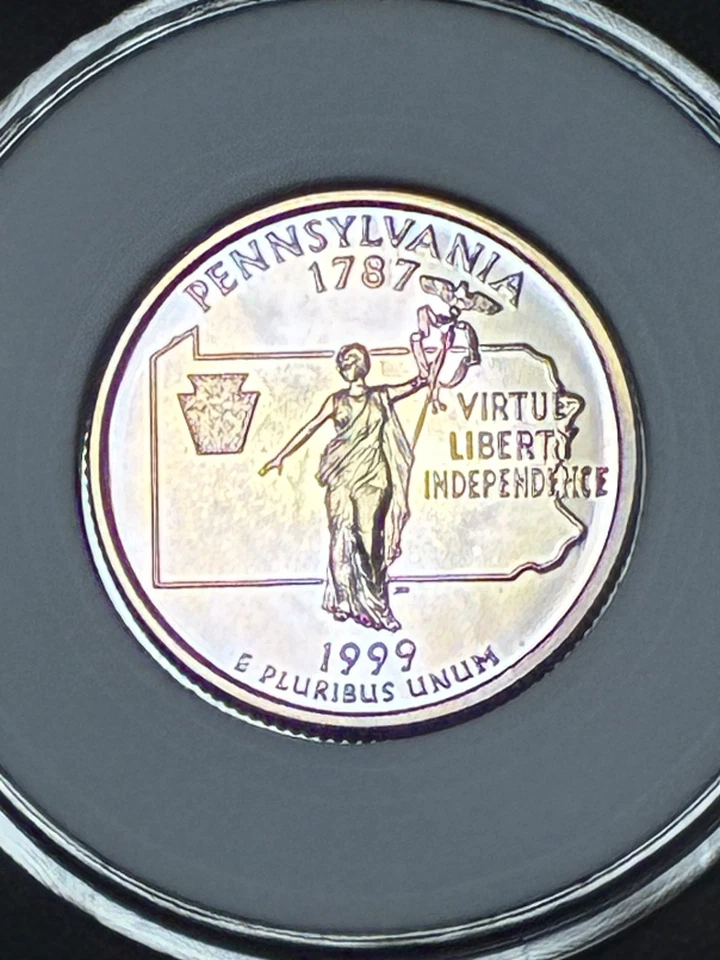 PENNSYLVANIA
1787
VIRTUE
LIBERTY
INDEPENDENCE
1999
E PLURIBUS UNUM